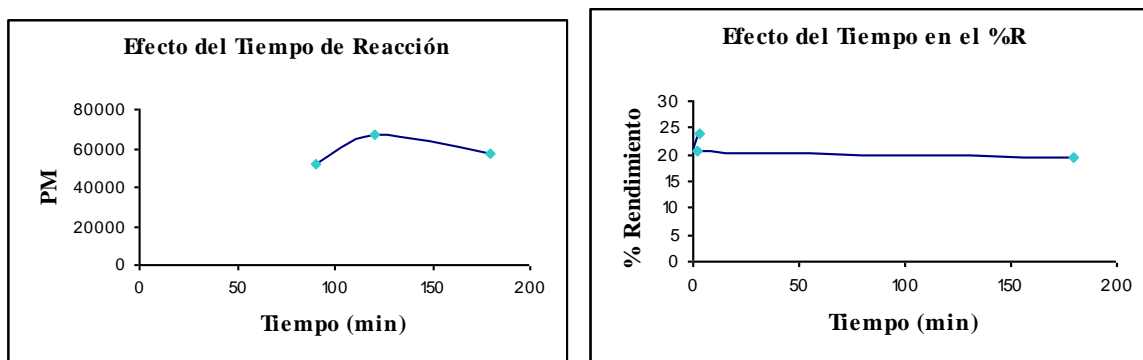 Efecto del Tiempo de Reacción
80000
60000
40000
20000
0
PM
0 50 100 150 200
Tiempo (min)
Efecto del Tiempo en el %R
30
25
20
15
10
5
0
% Rendimiento
0 50 100 150 200
Tiempo (min)